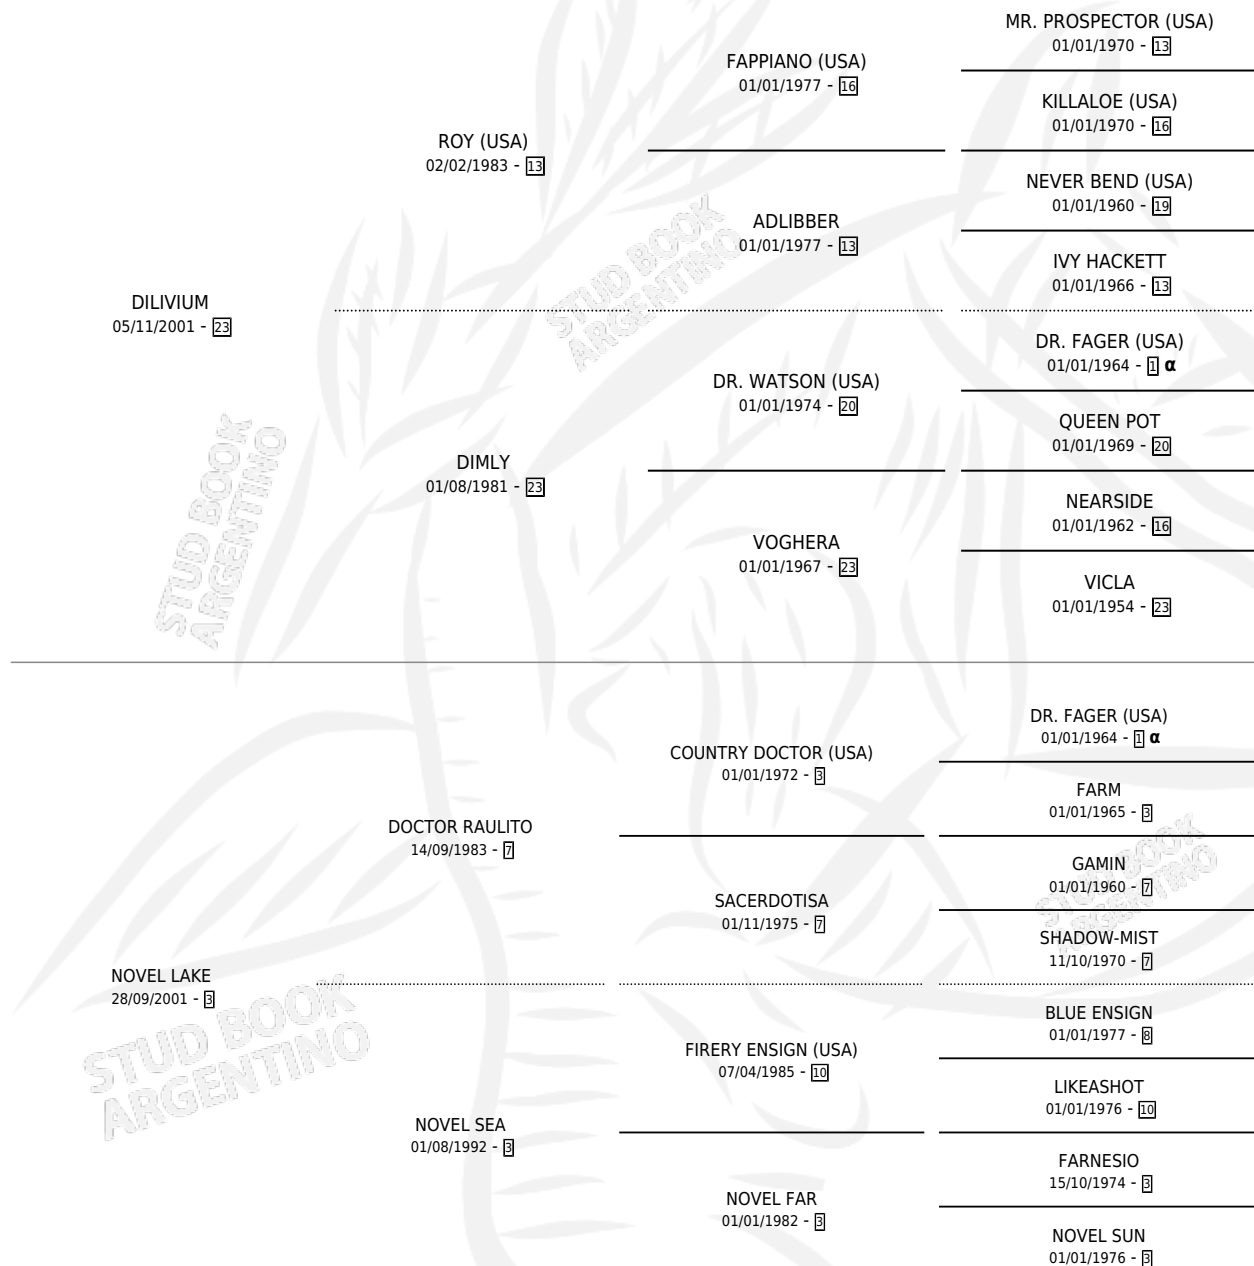 MR. PROSPECTOR (USA)
01/01/1970 - 13
FAPPIANO (USA)
01/01/1977 - 16
KILLALOE (USA)
01/01/1970 - 16
ROY (USA)
02/02/1983 - 13
NEVER BEND (USA)
01/01/1960 - 19
ADLIBBER
01/01/1977 - 13
IVY HACKETT
01/01/1966 - 13
DILIVIUM
05/11/2001 - 23
DR. FAGER (USA)
01/01/1964 - 1 α
DR. WATSON (USA)
01/01/1974 - 20
QUEEN POT
01/01/1969 - 20
DIMLY
01/08/1981 - 23
NEARSIDE
01/01/1962 - 16
VOGHERA
01/01/1967 - 23
VICLA
01/01/1954 - 23
DR. FAGER (USA)
01/01/1964 - 1 α
COUNTRY DOCTOR (USA)
01/01/1972 - 3
FARM
01/01/1965 - 3
DOCTOR RAULITO
14/09/1983 - 7
GAMIN
01/01/1960 - 7
SACERDOTISA
01/11/1975 - 7
SHADOW-MIST
11/10/1970 - 7
NOVEL LAKE
28/09/2001 - 3
BLUE ENSIGN
01/01/1977 - 8
FIRERY ENSIGN (USA)
07/04/1985 - 10
LIKEASHOT
01/01/1976 - 10
NOVEL SEA
01/08/1992 - 3
FARNESIO
15/10/1974 - 3
NOVEL FAR
01/01/1982 - 3
NOVEL SUN
01/01/1976 - 3
STUD BOOK
ARGENTINO
STUD BOOK
ARGENTINO
STUD BOOK
ARGENTINO
STUD BOOK
ARGENTINO